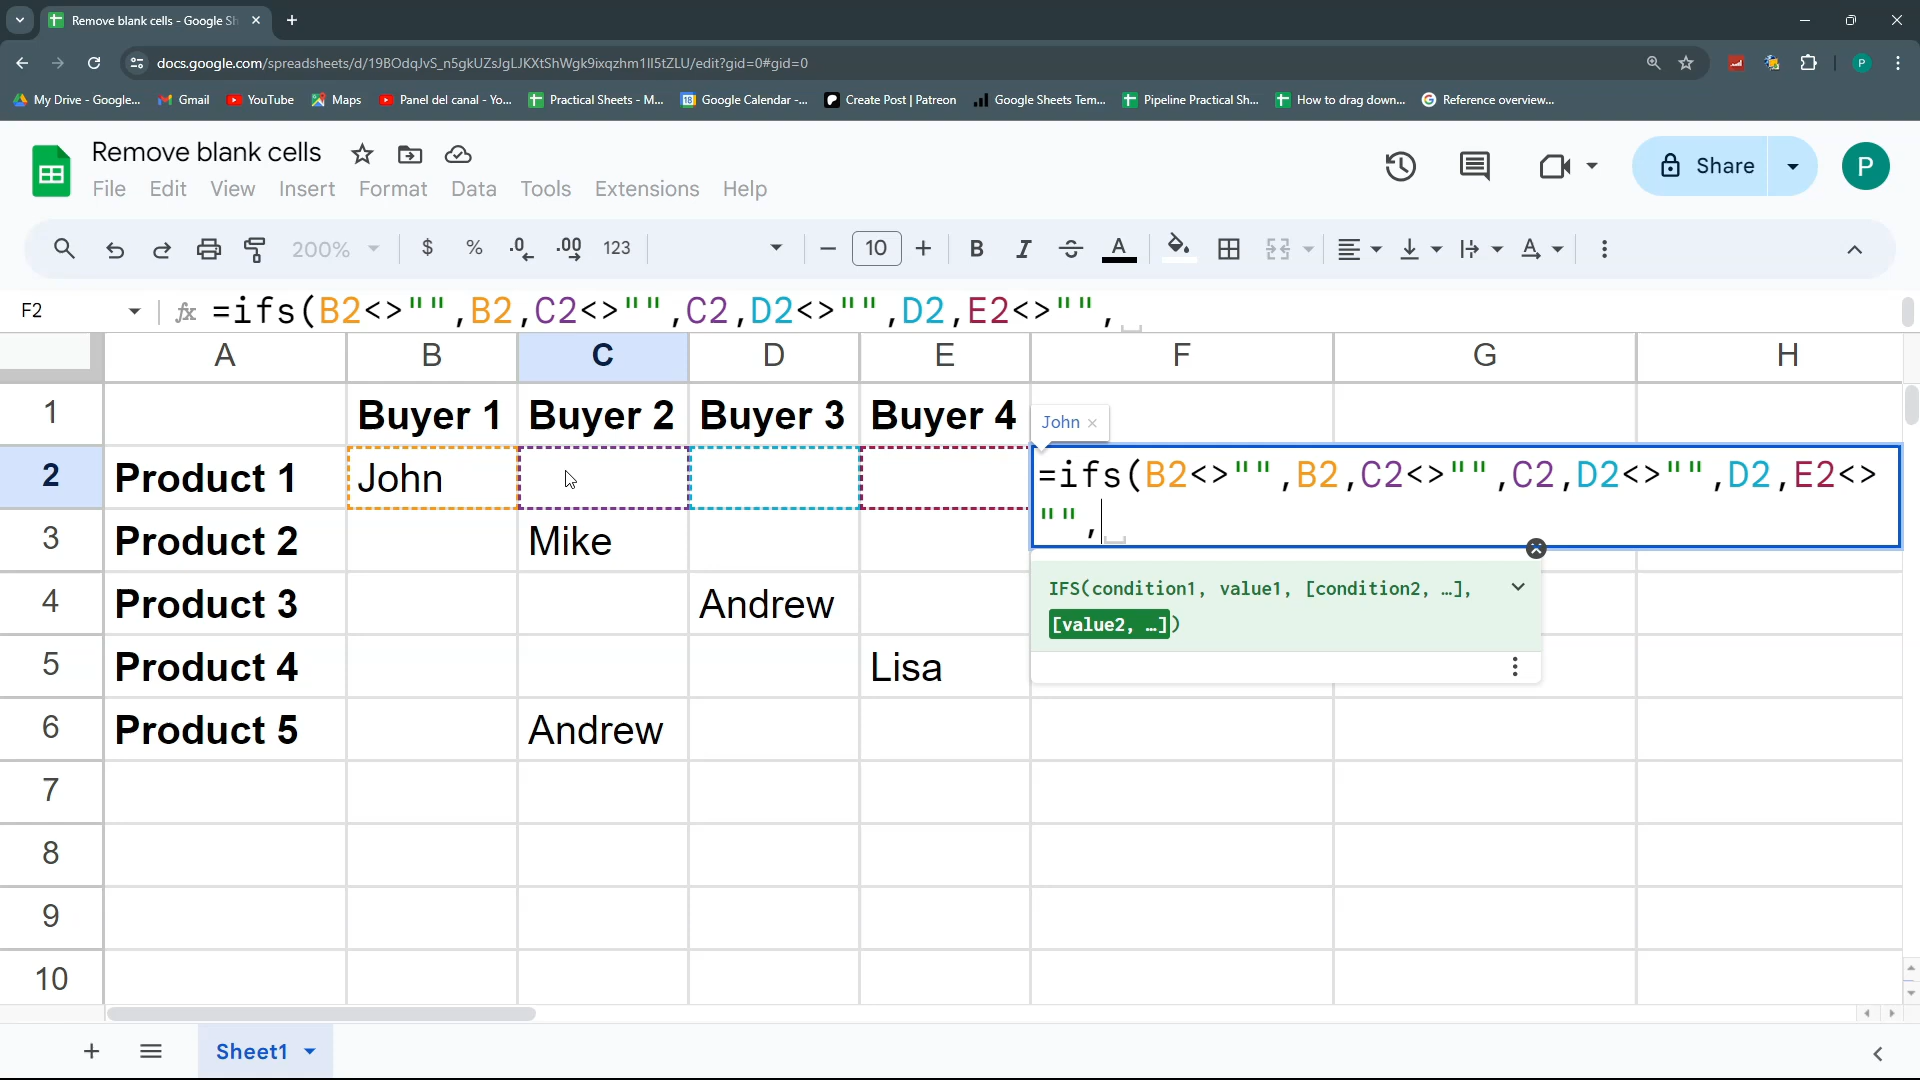 Remove blank cells - Google Sh
docs.google.com/spreadsheets/d/19BOdqJvS_n5gkUZsJgLJKXtShWgk9ixqzhm1Il5tZLU/edit?gid=0#gid=0
My Drive - Google...
Gmail
YouTube
Maps
Panel del canal - Yo...
Practical Sheets - M...
Google Calendar -...
Create Post | Patreon
Google Sheets Tem...
Pipeline Practical Sh...
How to drag down...
Reference overview...
Remove blank cells
File Edit View Insert Format Data Tools Extensions Help
Share
P
200% $ % .0 .00 123 10 B I A
F2 fx =ifs(B2<>"",B2,C2<>"",C2,D2<>"",D2,E2<>"",
A B C D E F G H
1 Buyer 1 Buyer 2 Buyer 3 Buyer 4
John
2 Product 1 John =ifs(B2<>"",B2,C2<>"",C2,D2<>"",D2,E2<>
"",
3 Product 2 Mike
IFS(condition1, value1, [condition2, …],
[value2, …])
4 Product 3 Andrew
5 Product 4 Lisa
6 Product 5 Andrew
7
8
9
10
Sheet1